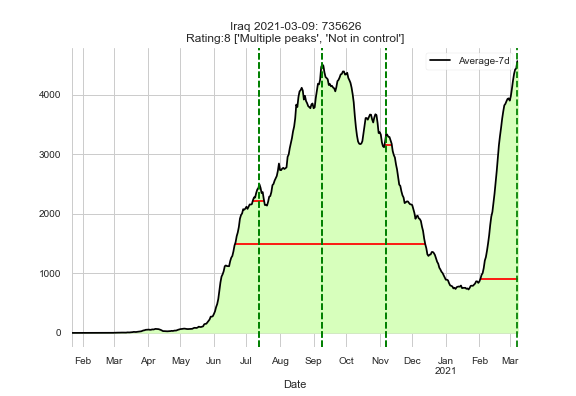 Iraq 2021-03-09: 735626
Rating:8 ['Multiple peaks', 'Not in control']
Average-7d
4000
3000
2000
1000
0
Feb Mar Apr May Jun Jul Aug Sep Oct Nov Dec Jan Feb Mar
2021
Date